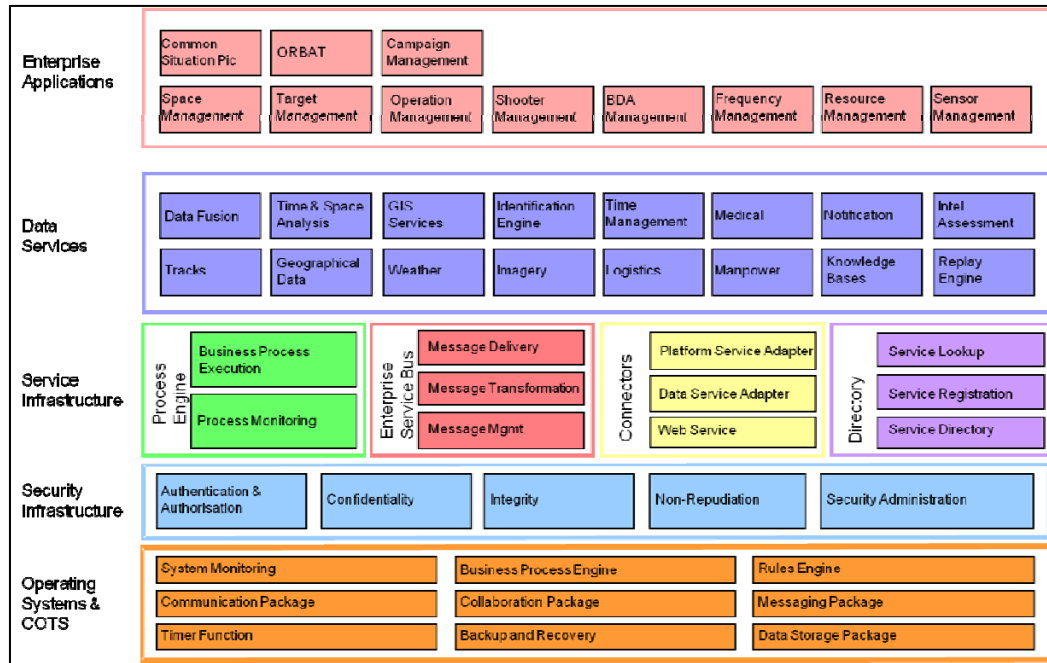 Enterprise
Applications
Common
Situation Pic
ORBAT
Campaign
Management
Space
Management
Target
Management
Operation
Management
Shooter
Management
BDA
Management
Frequency
Management
Resource
Management
Sensor
Management
Data
Services
Data Fusion
Time & Space
Analysis
GIS
Services
Identification
Engine
Time
Management
Medical
Notification
Intel
Assessment
Tracks
Geographical
Data
Weather
Imagery
Logistics
Manpower
Knowledge
Bases
Replay
Engine
Service
Infrastructure
Process
Engine
Business Process
Execution
Process Monitoring
Enterprise
Service Bus
Message Delivery
Message Transformation
Message Mgmt
Connectors
Platform Service Adapter
Data Service Adapter
Web Service
Directory
Service Lookup
Service Registration
Service Directory
Security
Infrastructure
Authentication &
Authorisation
Confidentiality
Integrity
Non-Repudiation
Security Administration
Operating
Systems &
COTS
System Monitoring
Business Process Engine
Rules Engine
Communication Package
Collaboration Package
Messaging Package
Timer Function
Backup and Recovery
Data Storage Package